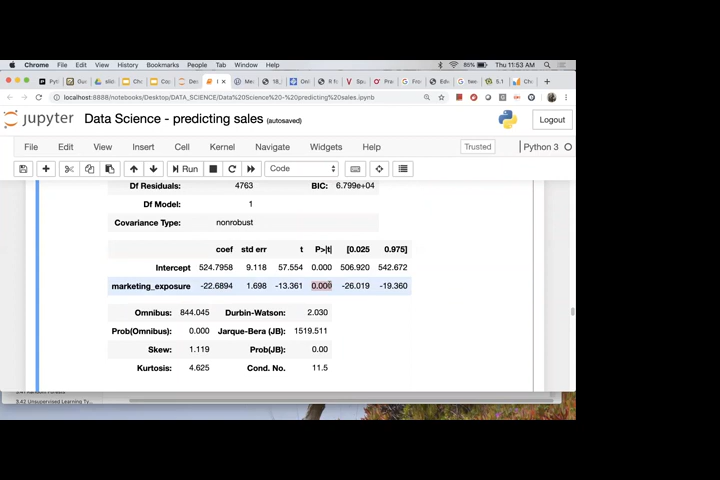 Chrome File Edit View History Bookmarks People Tab Window Help 85% Thu 11:53 AM
localhost:8888/notebooks/Desktop/DATA_SCIENCE/Data%20Science%20-%20predicting%20sales.ipynb
jupyter Data Science - predicting sales (autosaved) Logout
File Edit View Insert Cell Kernel Navigate Widgets Help Trusted Python 3
Run Code
Df Residuals: 4763 BIC: 6.799e+04
Df Model: 1
Covariance Type: nonrobust
coef std err t P>|t| [0.025 0.975]
Intercept 524.7958 9.118 57.554 0.000 506.920 542.672
marketing_exposure -22.6894 1.698 -13.361 0.000 -26.019 -19.360
Omnibus: 844.045 Durbin-Watson: 2.030
Prob(Omnibus): 0.000 Jarque-Bera (JB): 1519.511
Skew: 1.119 Prob(JB): 0.00
Kurtosis: 4.625 Cond. No. 11.5
3.42 Unsupervised Learning Ty...